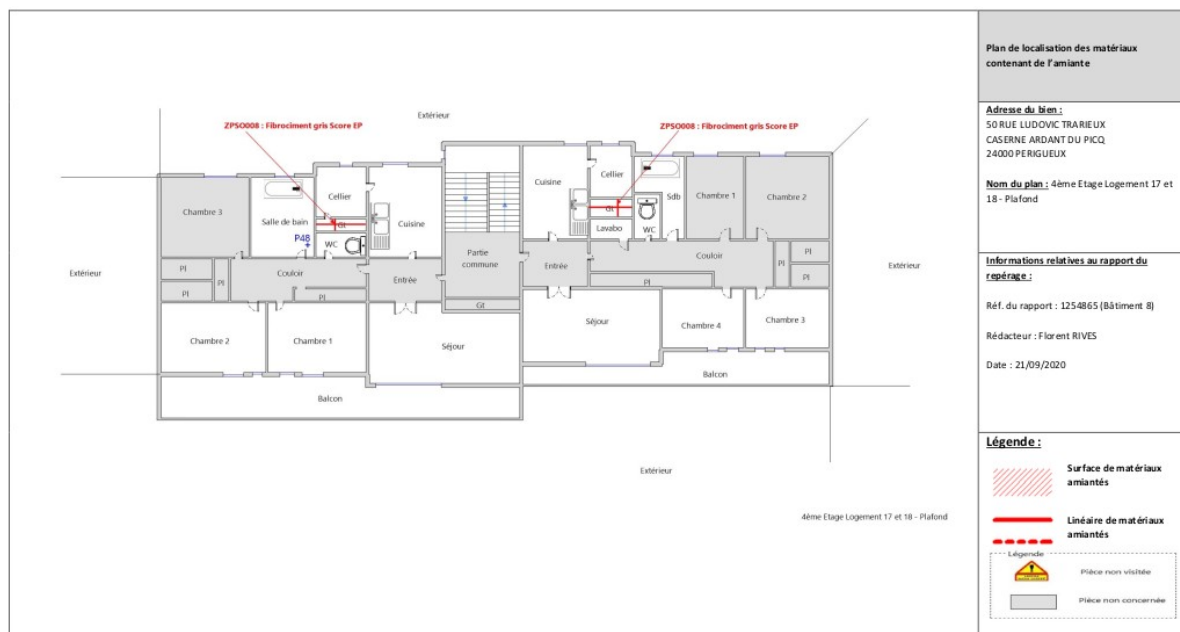 Extérieur
ZPSO008 : Fibrociment gris Score EP
ZPSO008 : Fibrociment gris Score EP
Chambre 3
Salle de bain
P48
Cellier
Gt
WC
Cuisine
Partie
commune
Cuisine
Cellier
Gt
Lavabo
Sdb
WC
Chambre 1
Chambre 2
Extérieur
Pl
Pl
Pl
Couloir
Pl
Entrée
Gt
Entrée
Couloir
Pl
Pl
Pl
Pl
Extérieur
Chambre 2
Chambre 1
Séjour
Séjour
Chambre 4
Chambre 3
Balcon
Balcon
Extérieur
4ème Etage Logement 17 et 18 - Plafond
Plan de localisation des matériaux
contenant de l'amiante
Adresse du bien :
50 RUE LUDOVIC TRARIEUX
CASERNE ARDANT DU PICQ
24000 PERIGUEUX
Nom du plan : 4ème Etage Logement 17 et
18 - Plafond
Informations relatives au rapport du
repérage :
Réf. du rapport : 1254865 (Bâtiment 8)
Rédacteur : Florent RIVES
Date : 21/09/2020
Légende :
Surface de matériaux
amiantés
Linéaire de matériaux
amiantés
Légende
Pièce non visitée
Pièce non concernée